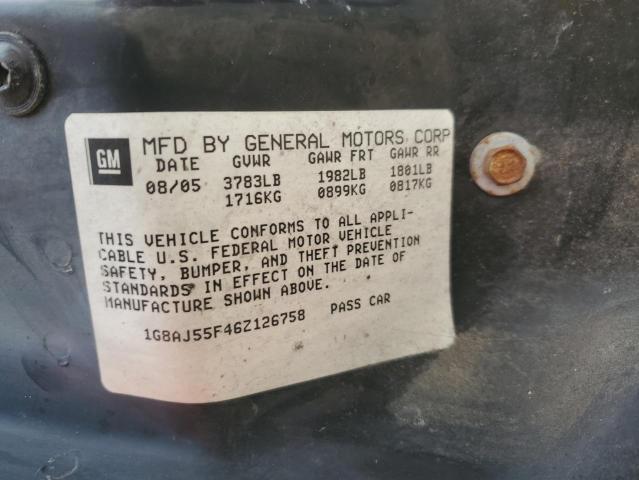 GM MFD BY GENERAL MOTORS CORP
DATE GVWR GAWR FRT GAWR RR
08/05 3783LB 1982LB 1801LB
1716KG 0899KG 0817KG
THIS VEHICLE CONFORMS TO ALL APPLI-
CABLE U.S. FEDERAL MOTOR VEHICLE
SAFETY, BUMPER, AND THEFT PREVENTION
STANDARDS IN EFFECT ON THE DATE OF
MANUFACTURE SHOWN ABOVE.
1G8AJ55F46Z126758 PASS CAR